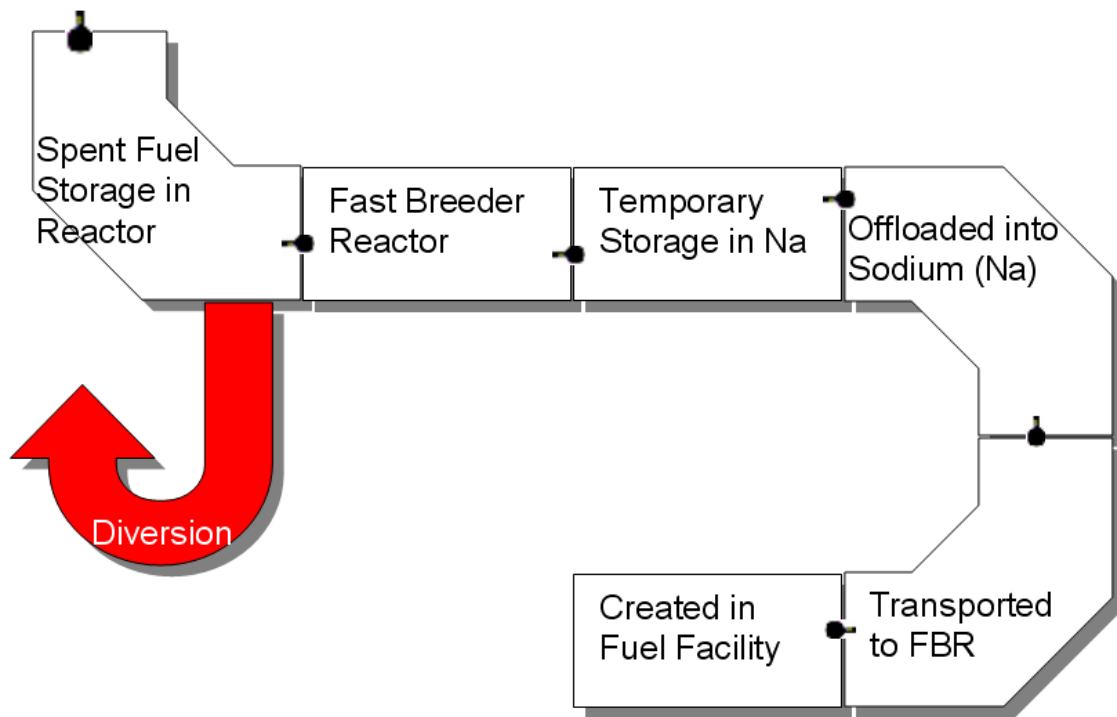 Spent Fuel
Storage in
Reactor
Fast Breeder
Reactor
Temporary
Storage in Na
Offloaded into
Sodium (Na)
Diversion
Created in
Fuel Facility
Transported
to FBR